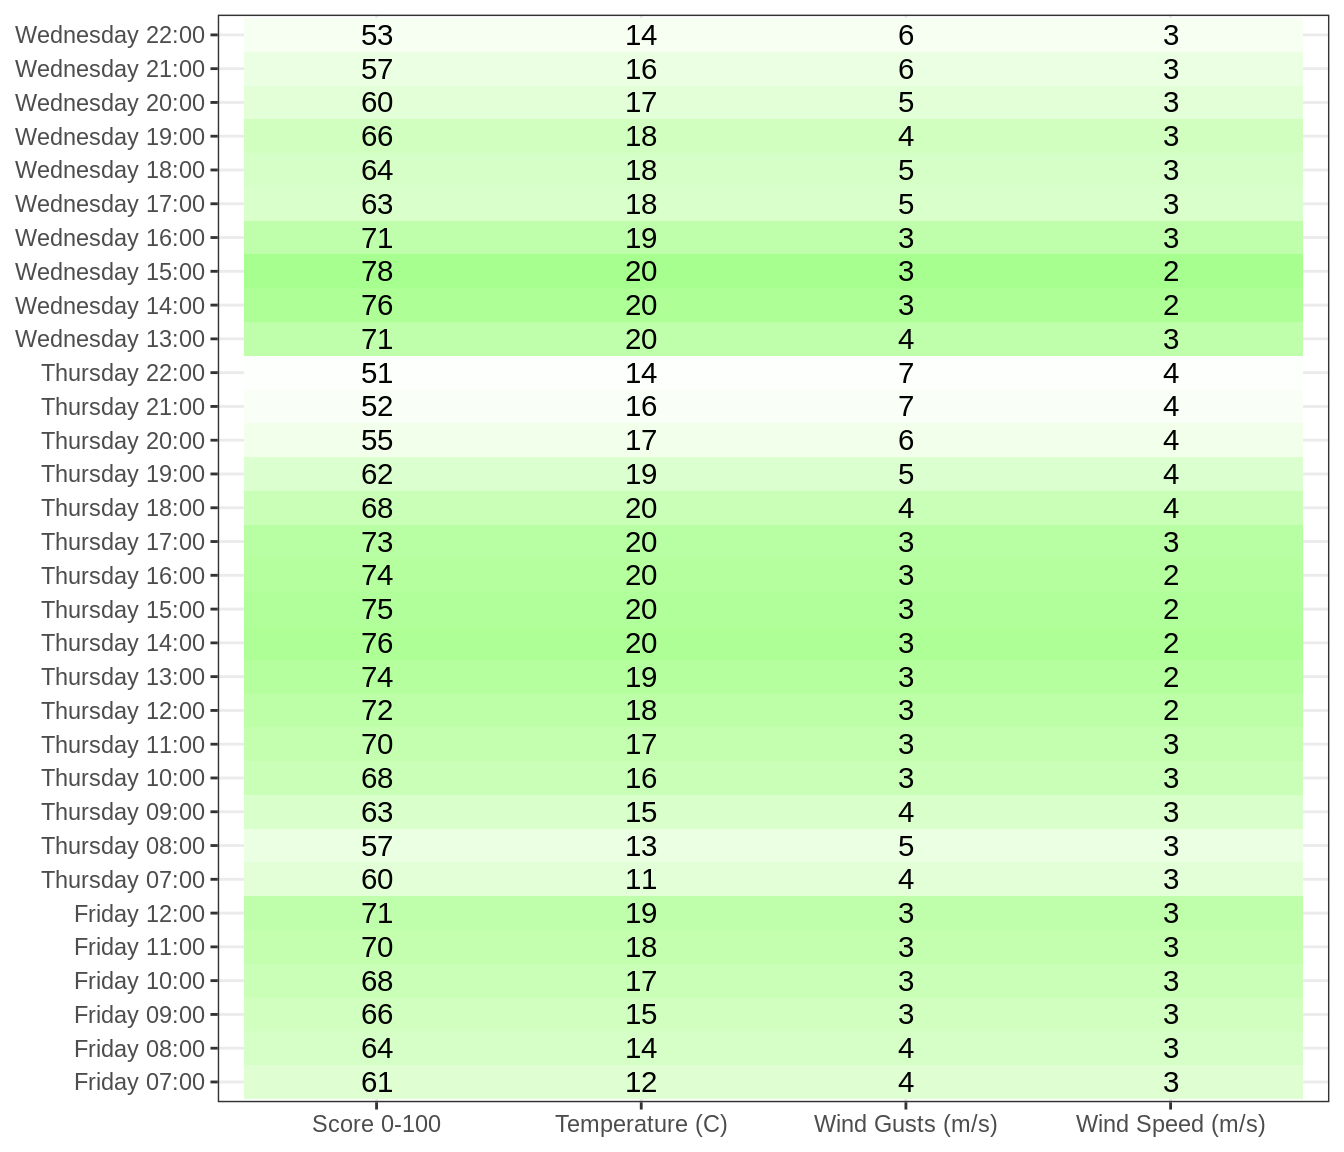 Wednesday 22:00 53 14 6 3
Wednesday 21:00 57 16 6 3
Wednesday 20:00 60 17 5 3
Wednesday 19:00 66 18 4 3
Wednesday 18:00 64 18 5 3
Wednesday 17:00 63 18 5 3
Wednesday 16:00 71 19 3 3
Wednesday 15:00 78 20 3 2
Wednesday 14:00 76 20 3 2
Wednesday 13:00 71 20 4 3
Thursday 22:00 51 14 7 4
Thursday 21:00 52 16 7 4
Thursday 20:00 55 17 6 4
Thursday 19:00 62 19 5 4
Thursday 18:00 68 20 4 4
Thursday 17:00 73 20 3 3
Thursday 16:00 74 20 3 2
Thursday 15:00 75 20 3 2
Thursday 14:00 76 20 3 2
Thursday 13:00 74 19 3 2
Thursday 12:00 72 18 3 2
Thursday 11:00 70 17 3 3
Thursday 10:00 68 16 3 3
Thursday 09:00 63 15 4 3
Thursday 08:00 57 13 5 3
Thursday 07:00 60 11 4 3
Friday 12:00 71 19 3 3
Friday 11:00 70 18 3 3
Friday 10:00 68 17 3 3
Friday 09:00 66 15 3 3
Friday 08:00 64 14 4 3
Friday 07:00 61 12 4 3
Score 0-100 Temperature (C) Wind Gusts (m/s) Wind Speed (m/s)